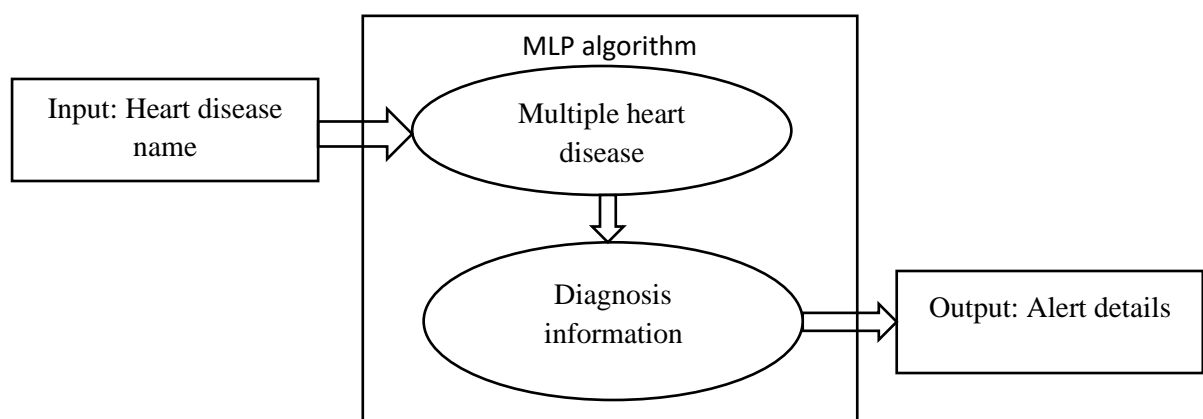 MLP algorithm
Input: Heart disease
name
Multiple heart
disease
Diagnosis
information
Output: Alert details